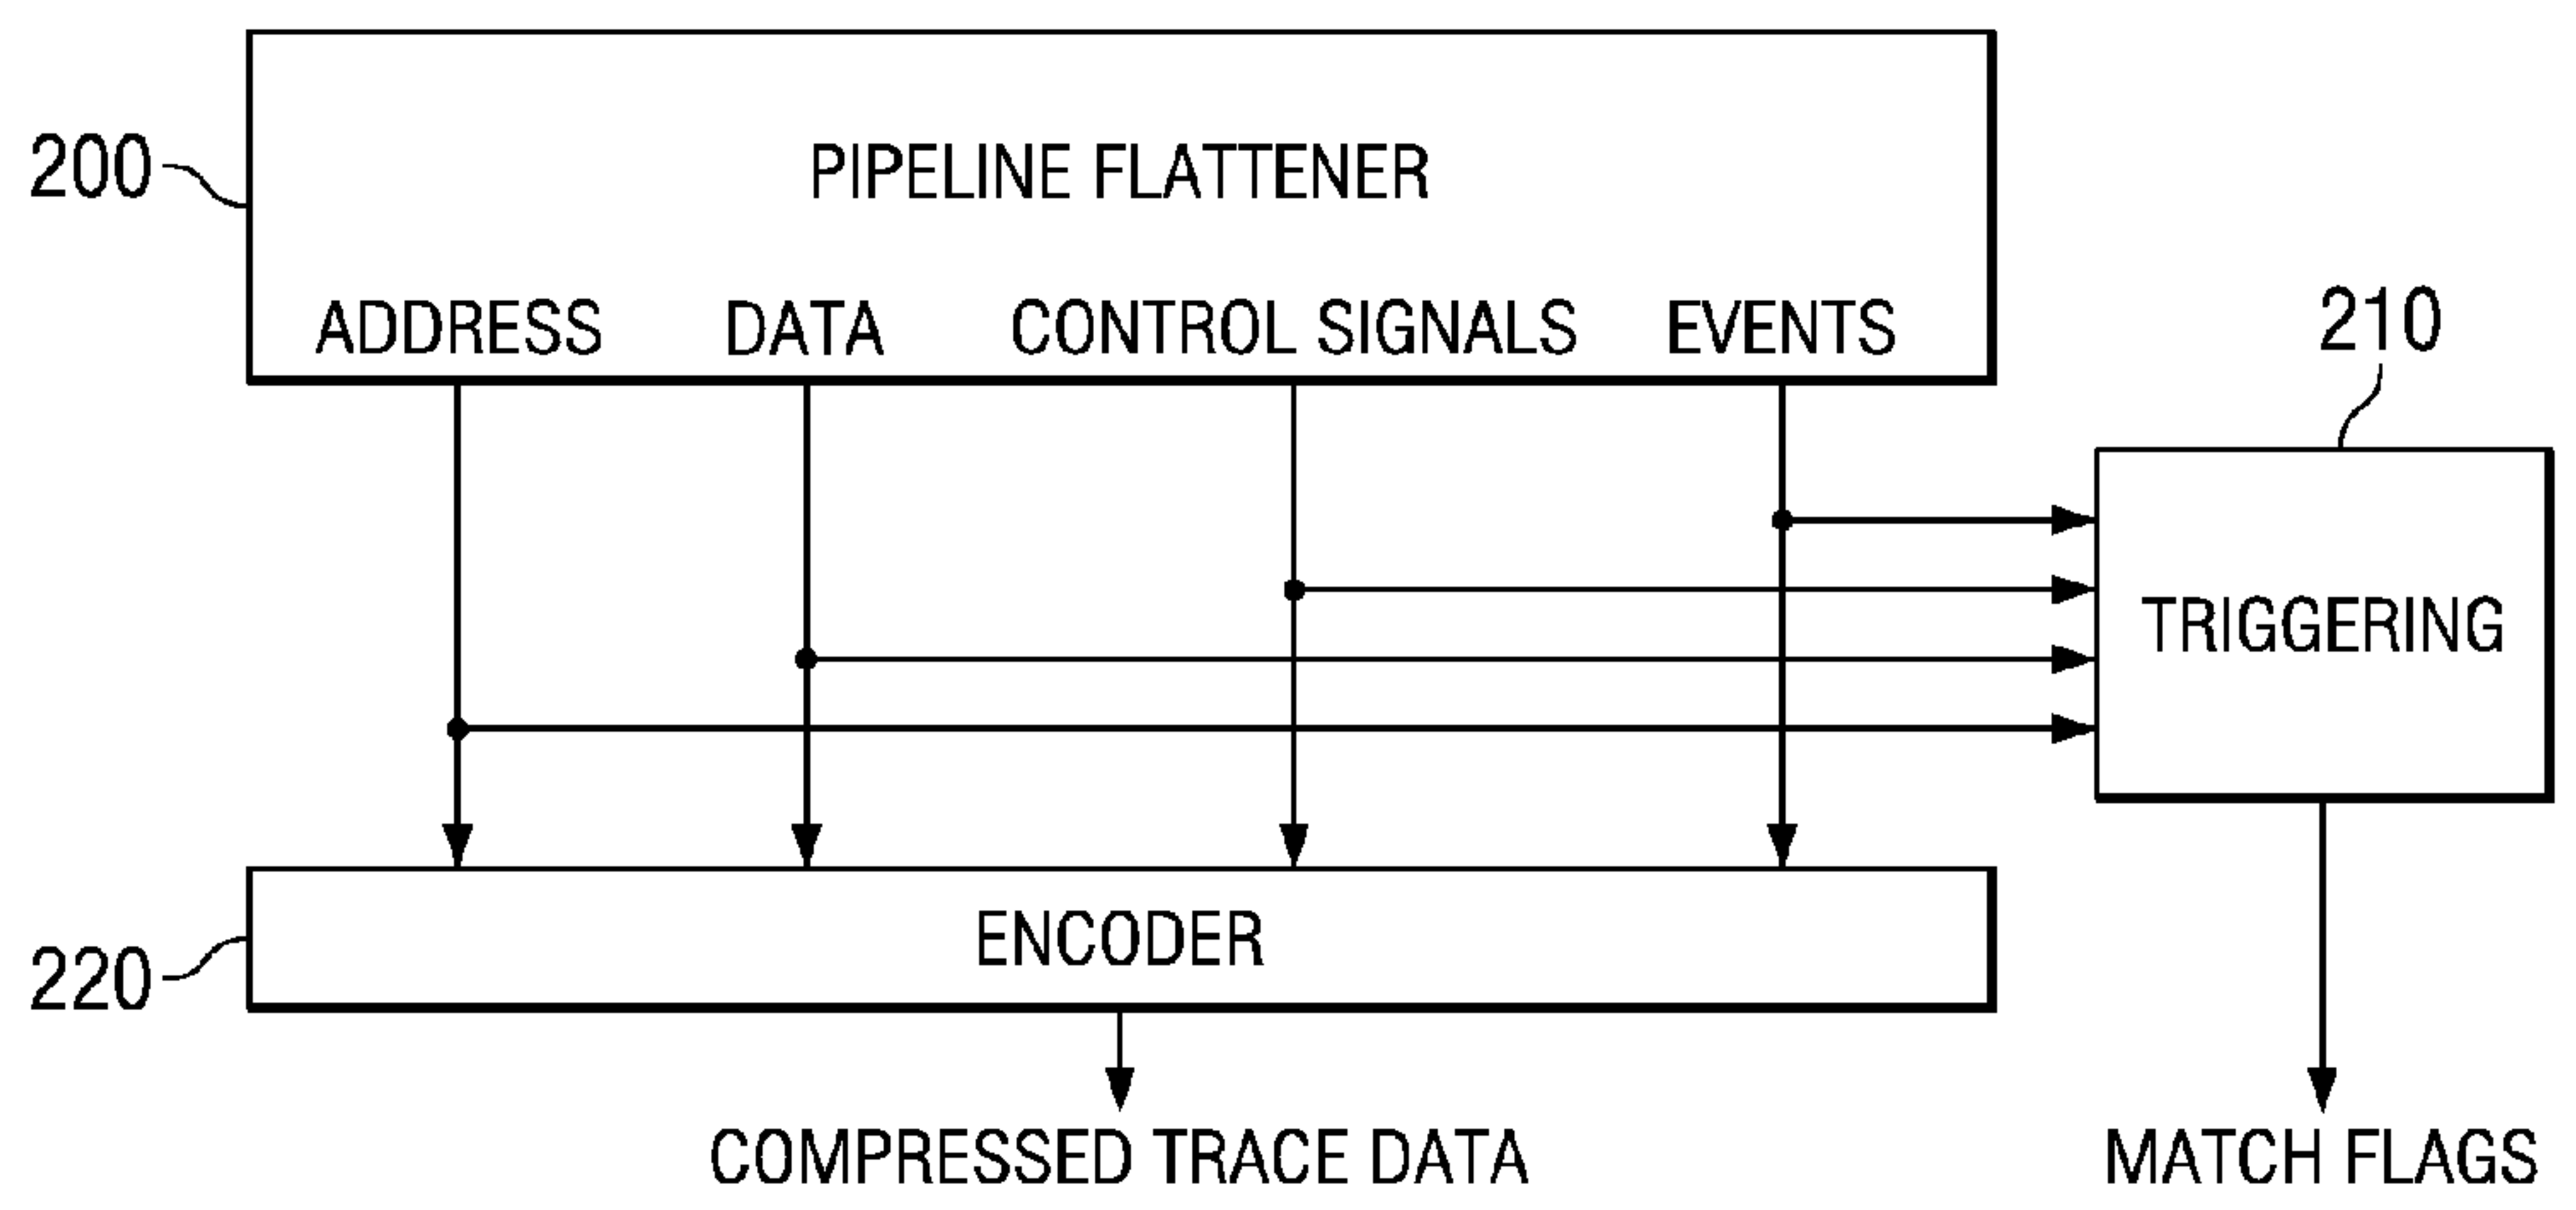 200
PIPELINE FLATTENER
ADDRESS DATA CONTROL SIGNALS EVENTS
210
TRIGGERING
220
ENCODER
COMPRESSED TRACE DATA
MATCH FLAGS